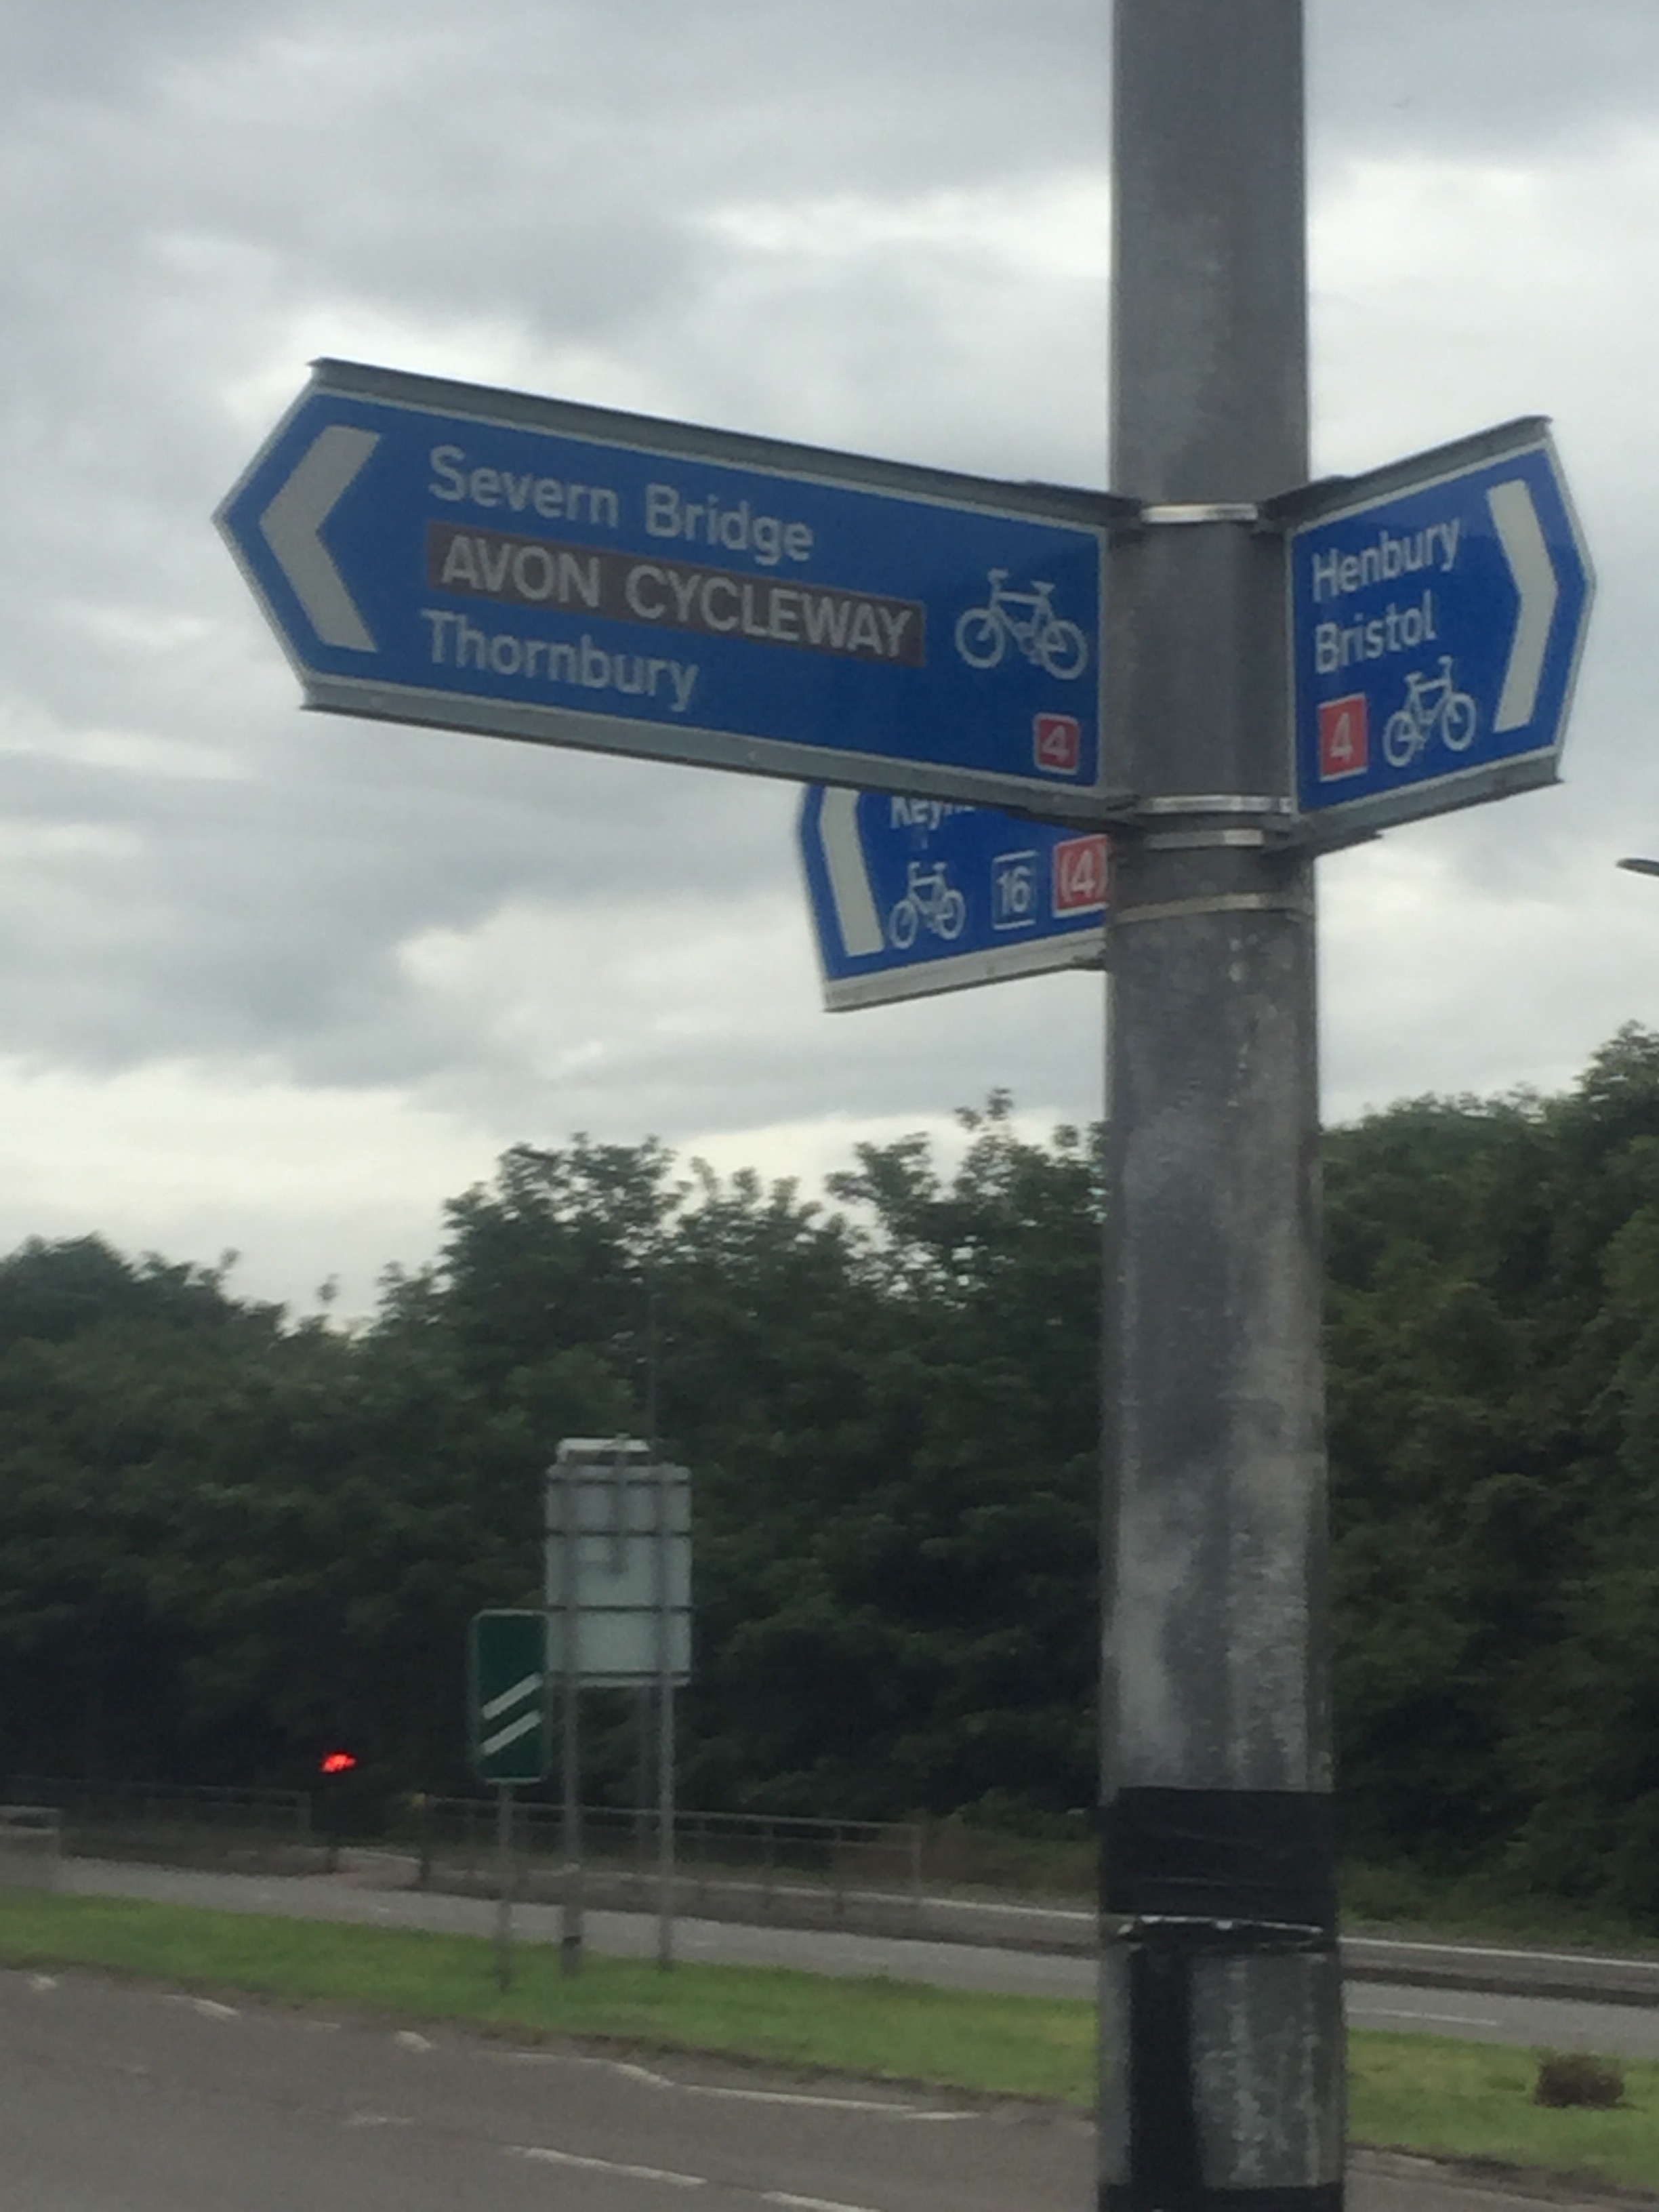 Severn Bridge
AVON CYCLEWAY
Thornbury
4
Henbury
Bristol
4
16 (4)